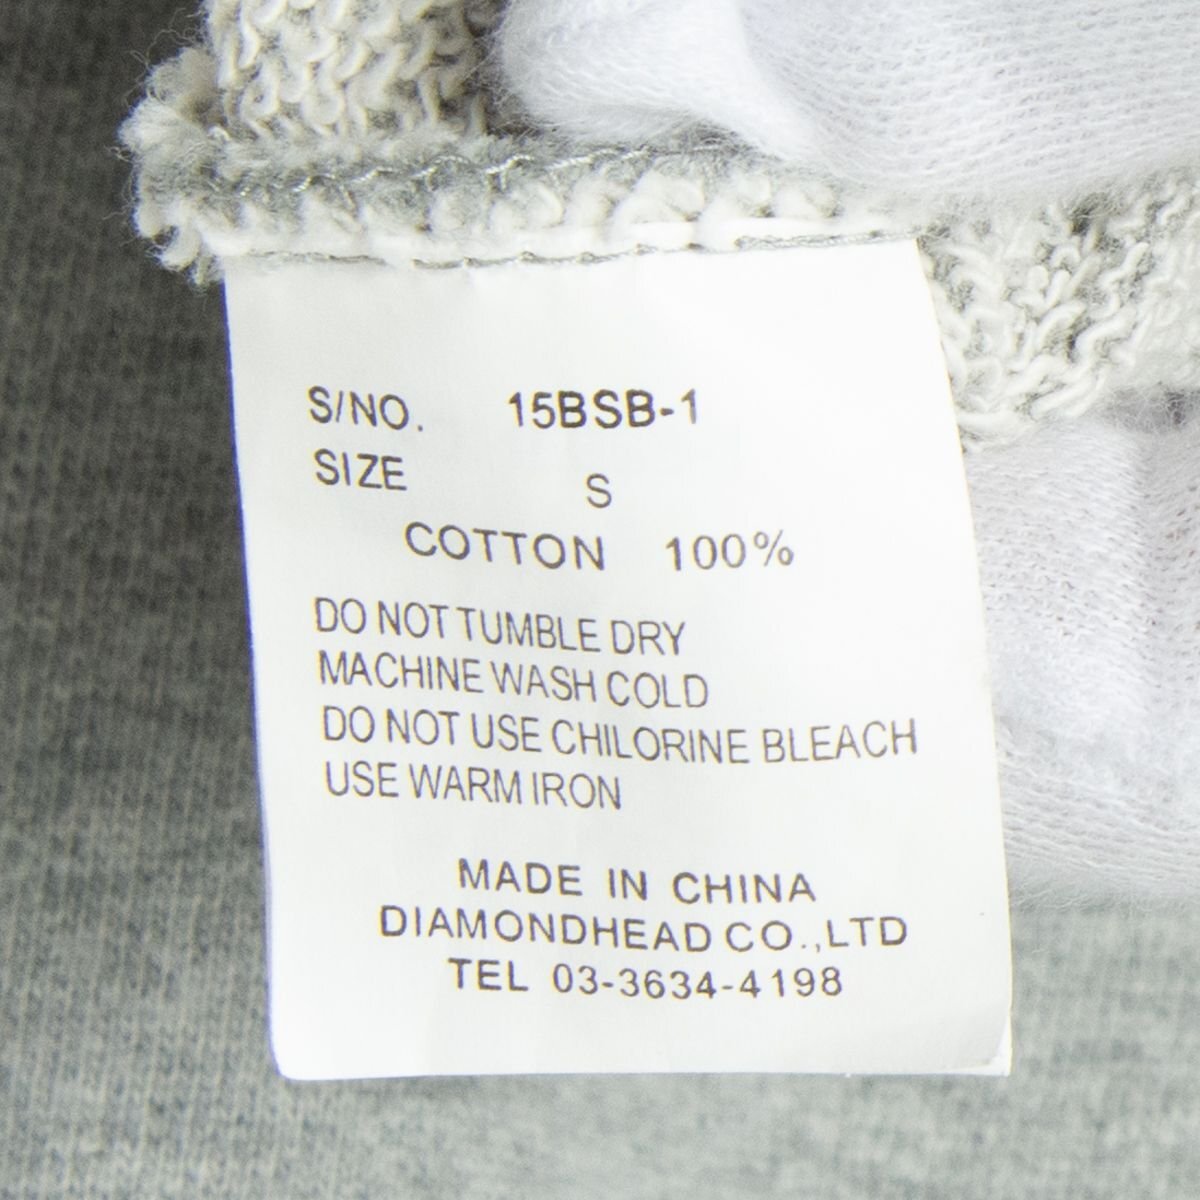 S/NO. 15BSB-1
SIZE S
COTTON 100%
DO NOT TUMBLE DRY
MACHINE WASH COLD
DO NOT USE CHILORINE BLEACH
USE WARM IRON
MADE IN CHINA
DIAMONDHEAD CO.,LTD
TEL 03-3634-4198